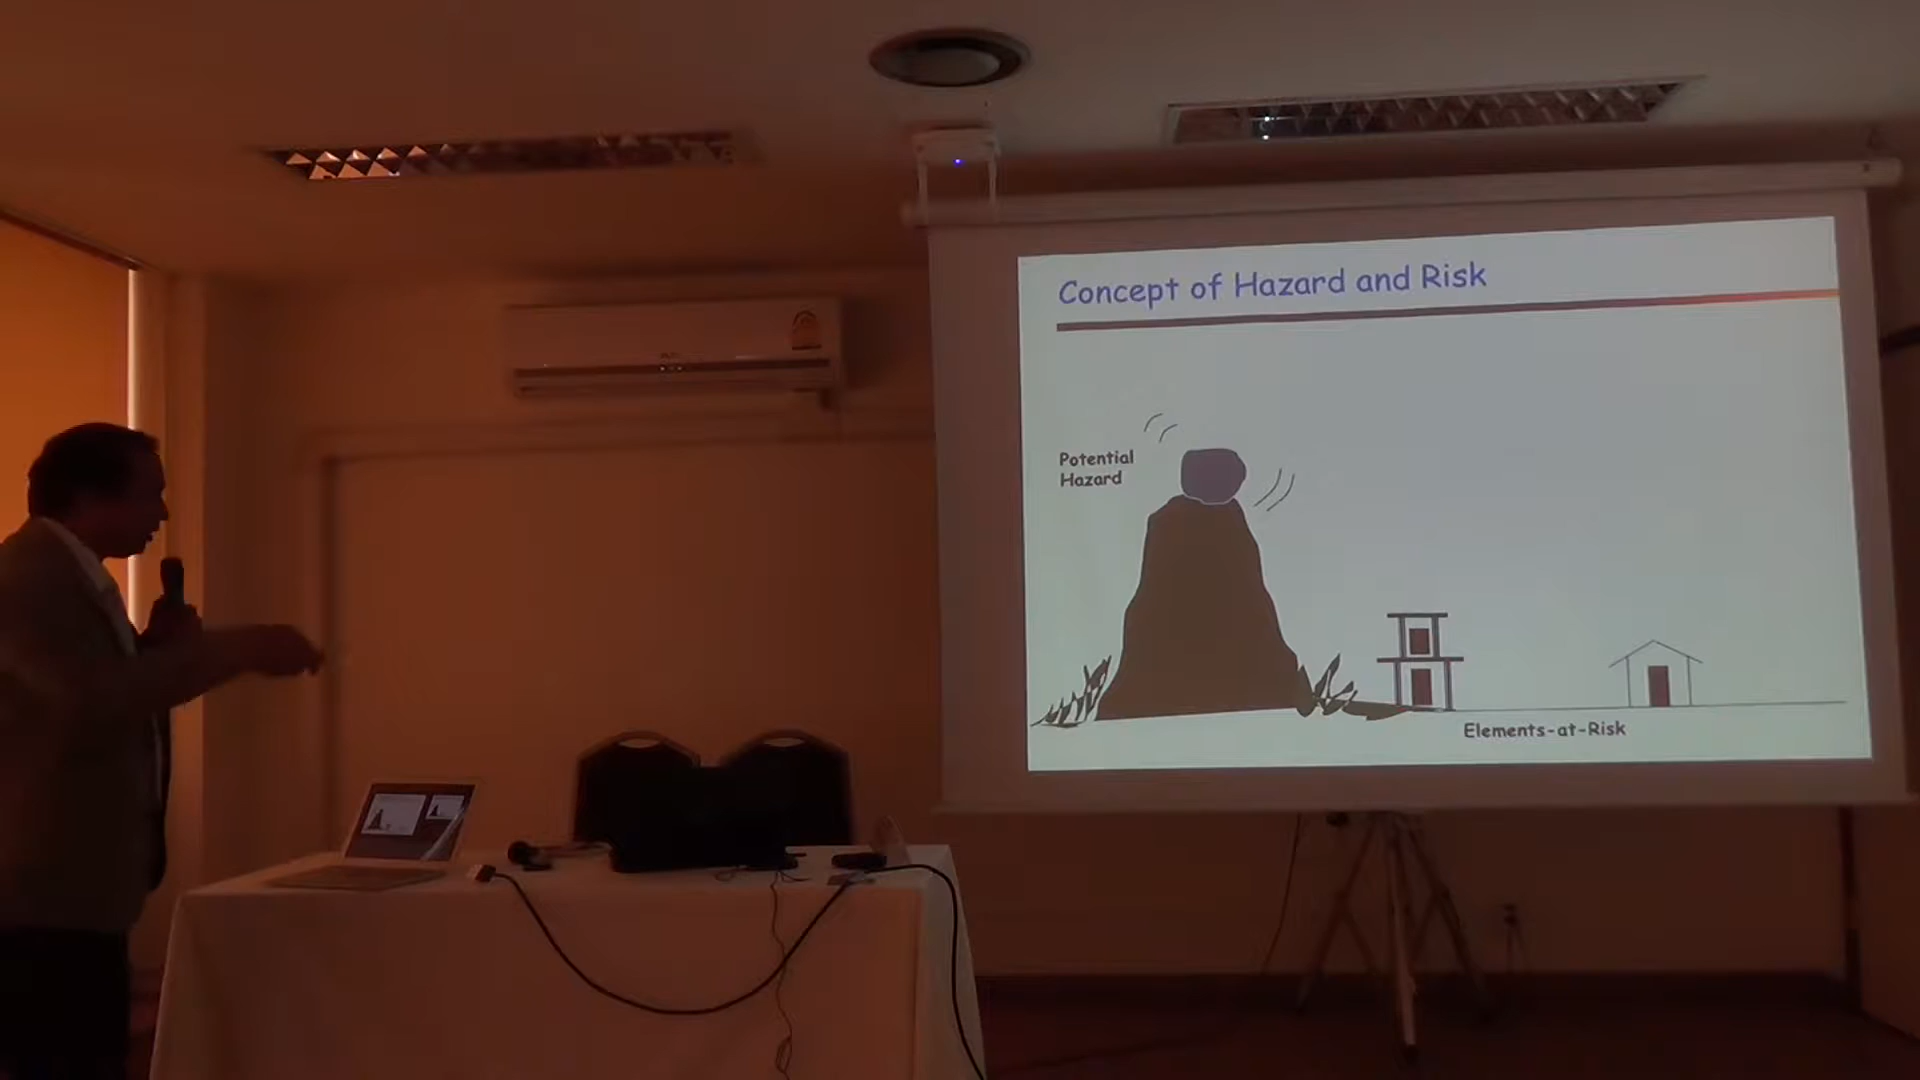 Concept of Hazard and Risk
Potential
Hazard
Elements-at-Risk